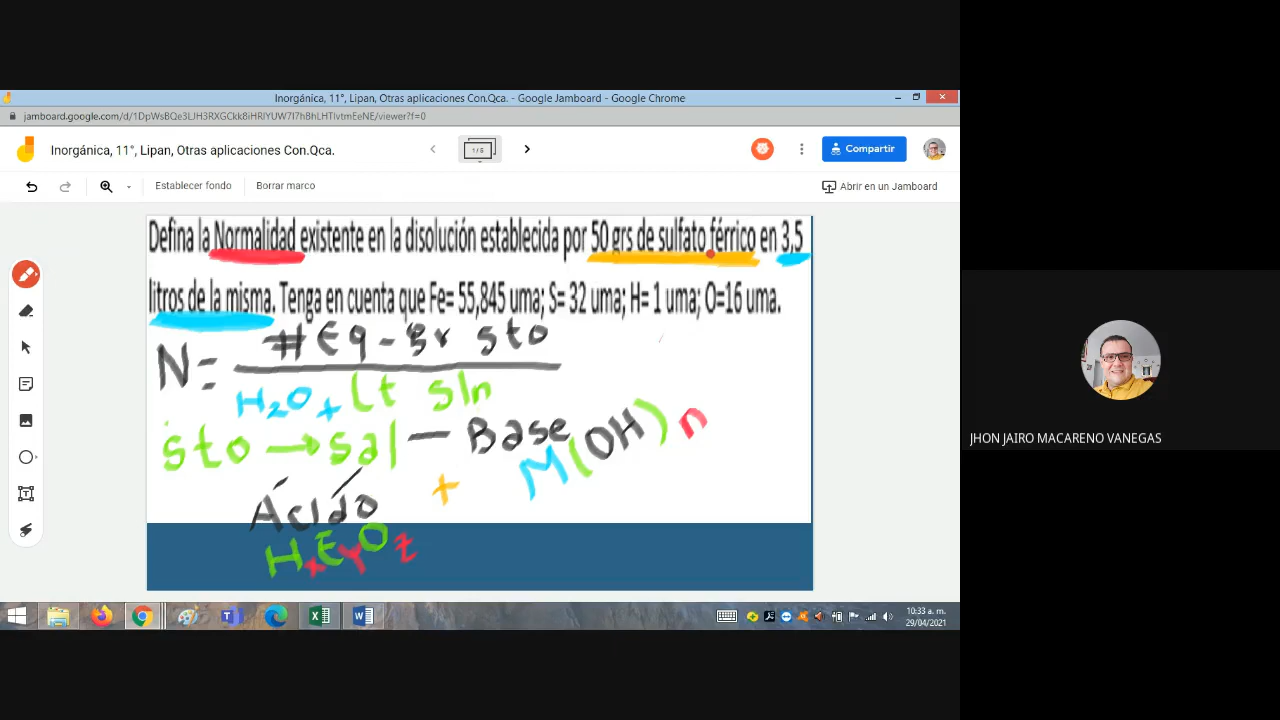 Inorgánica, 11°, Lipan, Otras aplicaciones Con.Qca. - Google Jamboard - Google Chrome
Inorgánica, 11°, Lipan, Otras aplicaciones Con.Qca.
1 / 5
Compartir
Establecer fondo
Borrar marco
Abrir en un Jamboard
Defina la Normalidad existente en la disolución establecida por 50 grs de sulfato férrico en 3,5
litros de la misma. Tenga en cuenta que Fe= 55,845 uma; S= 32 uma; H= 1 uma; O=16 uma.
N= #Eq-gr sto
H2O + Lt sln
sto → sal — Base
M(OH)n
Ácido +
HxEyOz
JHON JAIRO MACARENO VANEGAS
10:33 a. m.
29/04/2021